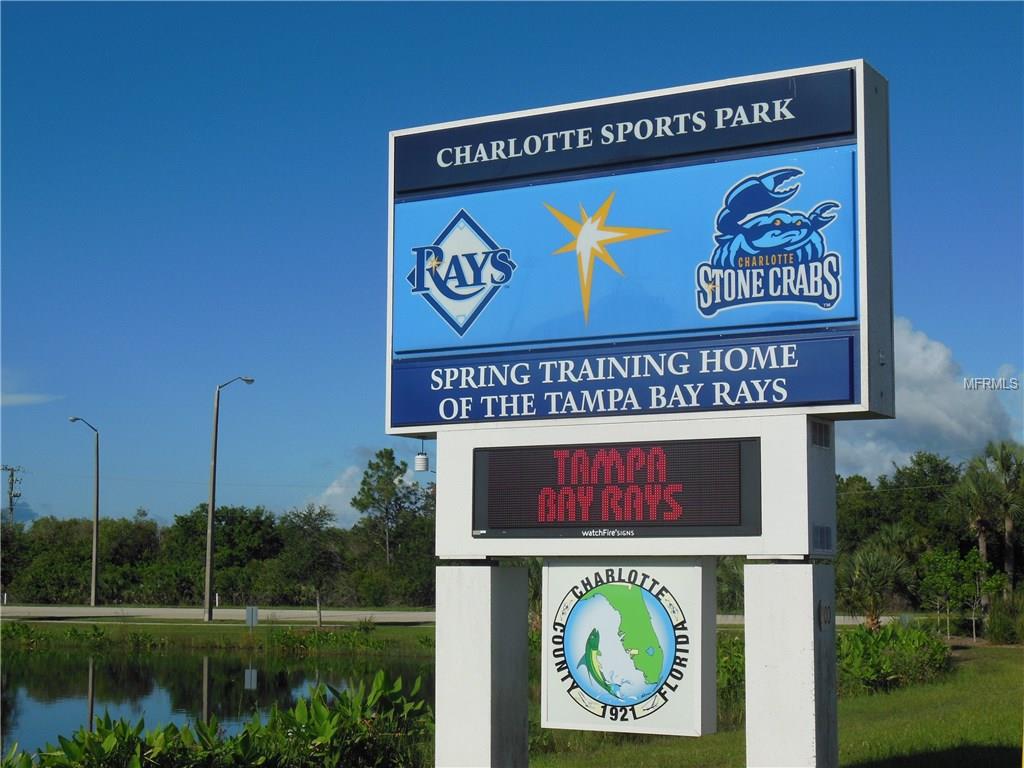 CHARLOTTE SPORTS PARK
RAYS
CHARLOTTE
STONE CRABS
TM
SPRING TRAINING HOME
OF THE TAMPA BAY RAYS
MFRMLS
TAMPA
BAY RAYS
watchFire SIGNS
CHARLOTTE
COUNTY
FLORIDA
1921